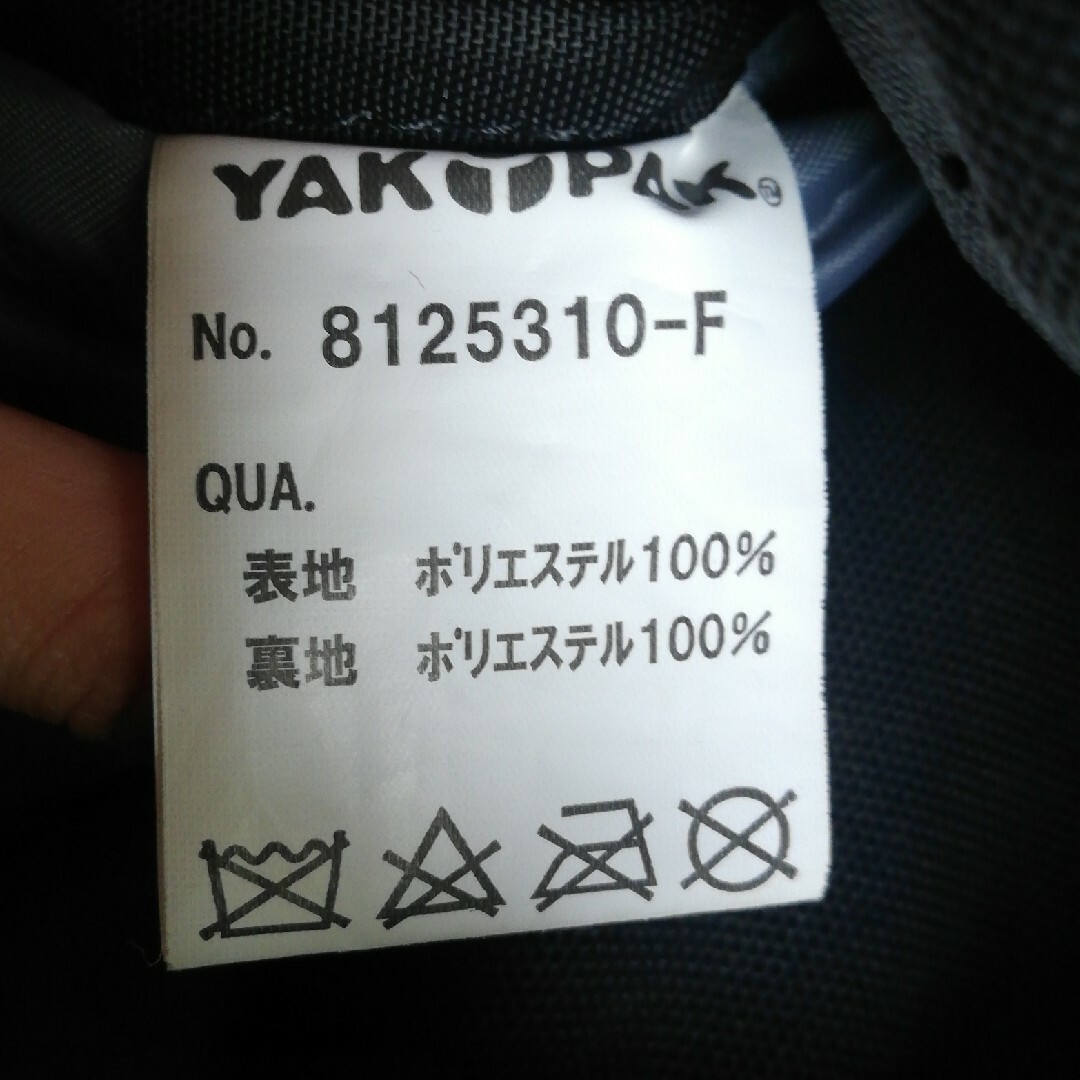 YAKPAK®
No. 8125310-F
QUA.
表地 ポリエステル100%
裏地 ポリエステル100%